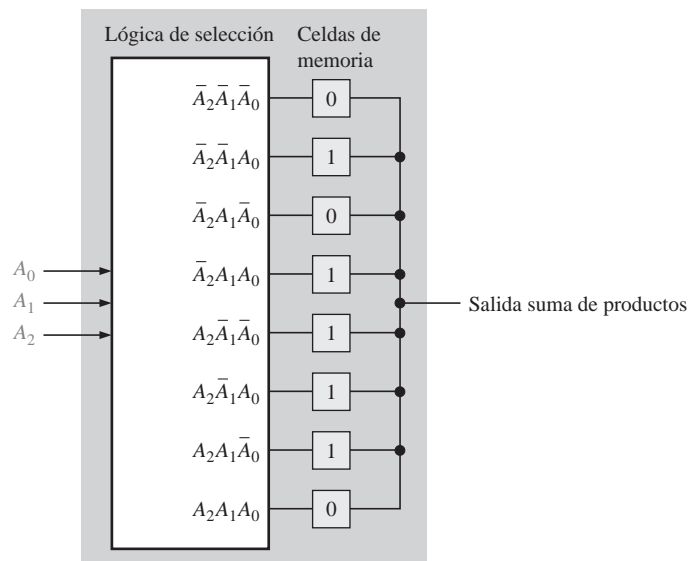 Lógica de selección
Celdas de
memoria
A̅₂A̅₁A̅₀
0
A̅₂A̅₁A₀
1
A̅₂A₁A̅₀
0
A̅₂A₁A₀
1
A₂A̅₁A̅₀
1
A₂A̅₁A₀
1
A₂A₁A̅₀
1
A₂A₁A₀
0
A₀
A₁
A₂
Salida suma de productos